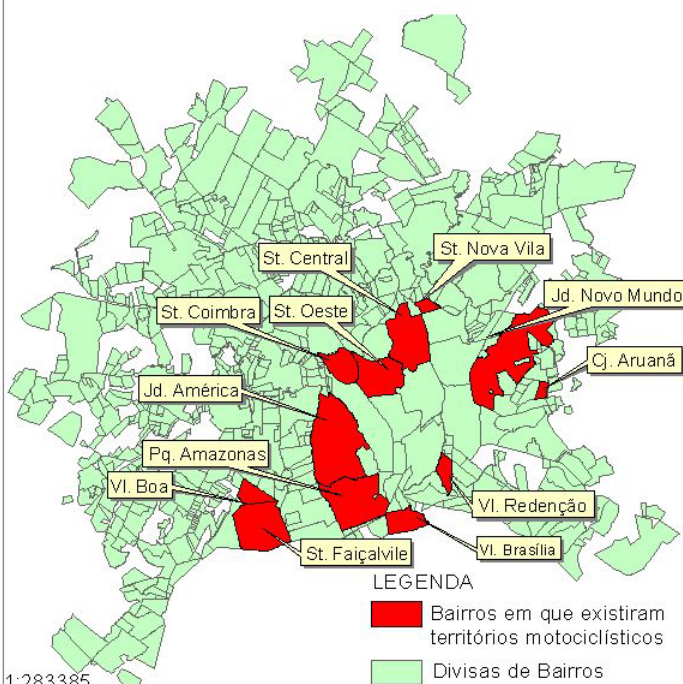 St. Nova Vila
St. Central
Jd. Novo Mundo
St. Coimbra
St. Oeste
Cj. Aruanã
Jd. América
Pq. Amazonas
Vl. Boa
Vl. Redenção
St. Faiçalvile
Vl. Brasília
LEGENDA
Bairros em que existiram
territórios motociclísticos
Divisas de Bairros
1:283385